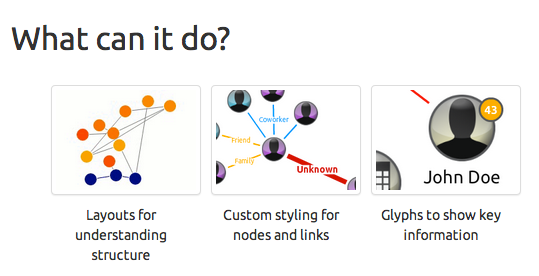 What can it do?
Coworker
Friend
Family
Unknown
43
John Doe
Layouts for
understanding
structure
Custom styling for
nodes and links
Glyphs to show key
information